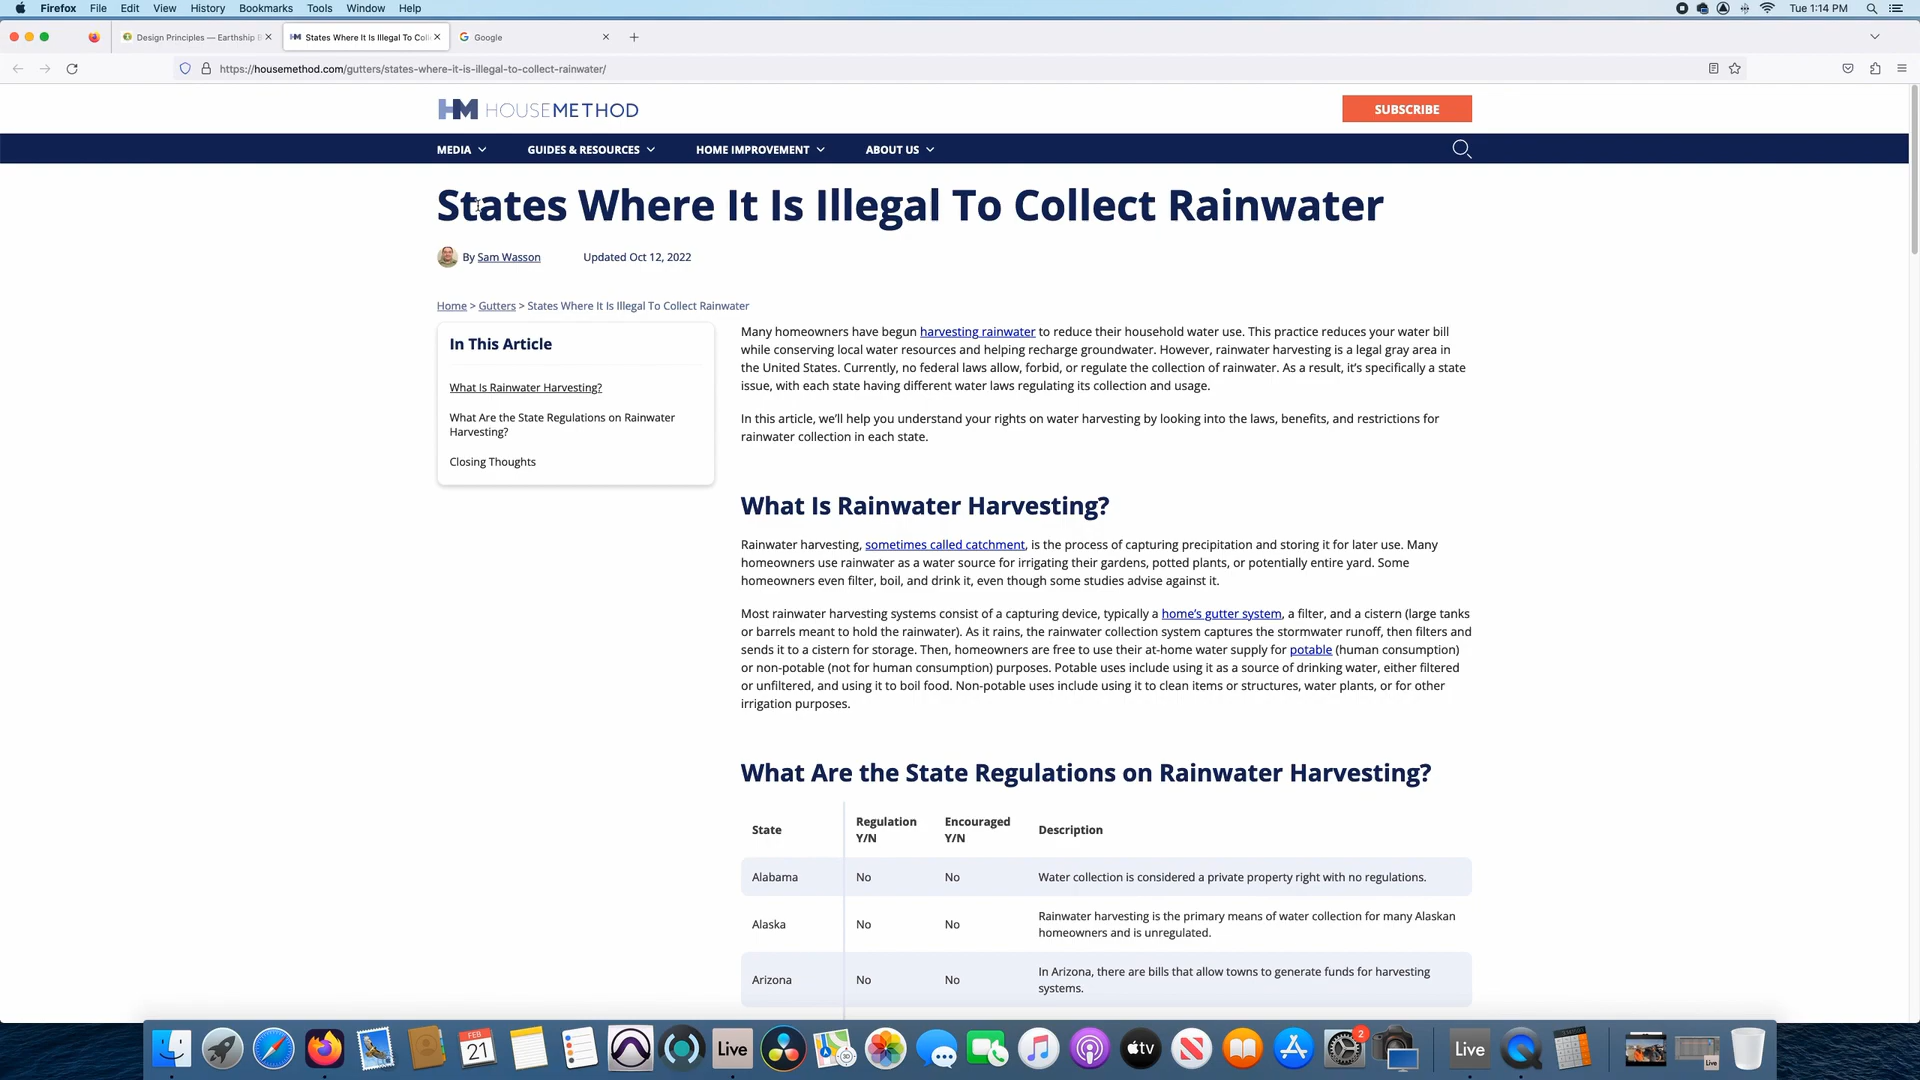 Firefox File Edit View History Bookmarks Tools Window Help Tue 1:14 PM
Design Principles — Earthship B
States Where It Is Illegal To Coll
Google
https://housemethod.com/gutters/states-where-it-is-illegal-to-collect-rainwater/
HM HOUSEMETHOD
SUBSCRIBE
MEDIA GUIDES & RESOURCES HOME IMPROVEMENT ABOUT US
States Where It Is Illegal To Collect Rainwater
By Sam Wasson Updated Oct 12, 2022
Home > Gutters > States Where It Is Illegal To Collect Rainwater
In This Article
What Is Rainwater Harvesting?
What Are the State Regulations on Rainwater
Harvesting?
Closing Thoughts
Many homeowners have begun harvesting rainwater to reduce their household water use. This practice reduces your water bill
while conserving local water resources and helping recharge groundwater. However, rainwater harvesting is a legal gray area in
the United States. Currently, no federal laws allow, forbid, or regulate the collection of rainwater. As a result, it's specifically a state
issue, with each state having different water laws regulating its collection and usage.
In this article, we'll help you understand your rights on water harvesting by looking into the laws, benefits, and restrictions for
rainwater collection in each state.
What Is Rainwater Harvesting?
Rainwater harvesting, sometimes called catchment, is the process of capturing precipitation and storing it for later use. Many
homeowners use rainwater as a water source for irrigating their gardens, potted plants, or potentially entire yard. Some
homeowners even filter, boil, and drink it, even though some studies advise against it.
Most rainwater harvesting systems consist of a capturing device, typically a home's gutter system, a filter, and a cistern (large tanks
or barrels meant to hold the rainwater). As it rains, the rainwater collection system captures the stormwater runoff, then filters and
sends it to a cistern for storage. Then, homeowners are free to use their at-home water supply for potable (human consumption)
or non-potable (not for human consumption) purposes. Potable uses include using it as a source of drinking water, either filtered
or unfiltered, and using it to boil food. Non-potable uses include using it to clean items or structures, water plants, or for other
irrigation purposes.
What Are the State Regulations on Rainwater Harvesting?
State Regulation Y/N Encouraged Y/N Description
Alabama No No Water collection is considered a private property right with no regulations.
Alaska No No Rainwater harvesting is the primary means of water collection for many Alaskan
homeowners and is unregulated.
Arizona No No In Arizona, there are bills that allow towns to generate funds for harvesting
systems.
FEB
21
Live
3D
tv
2
Live
Live